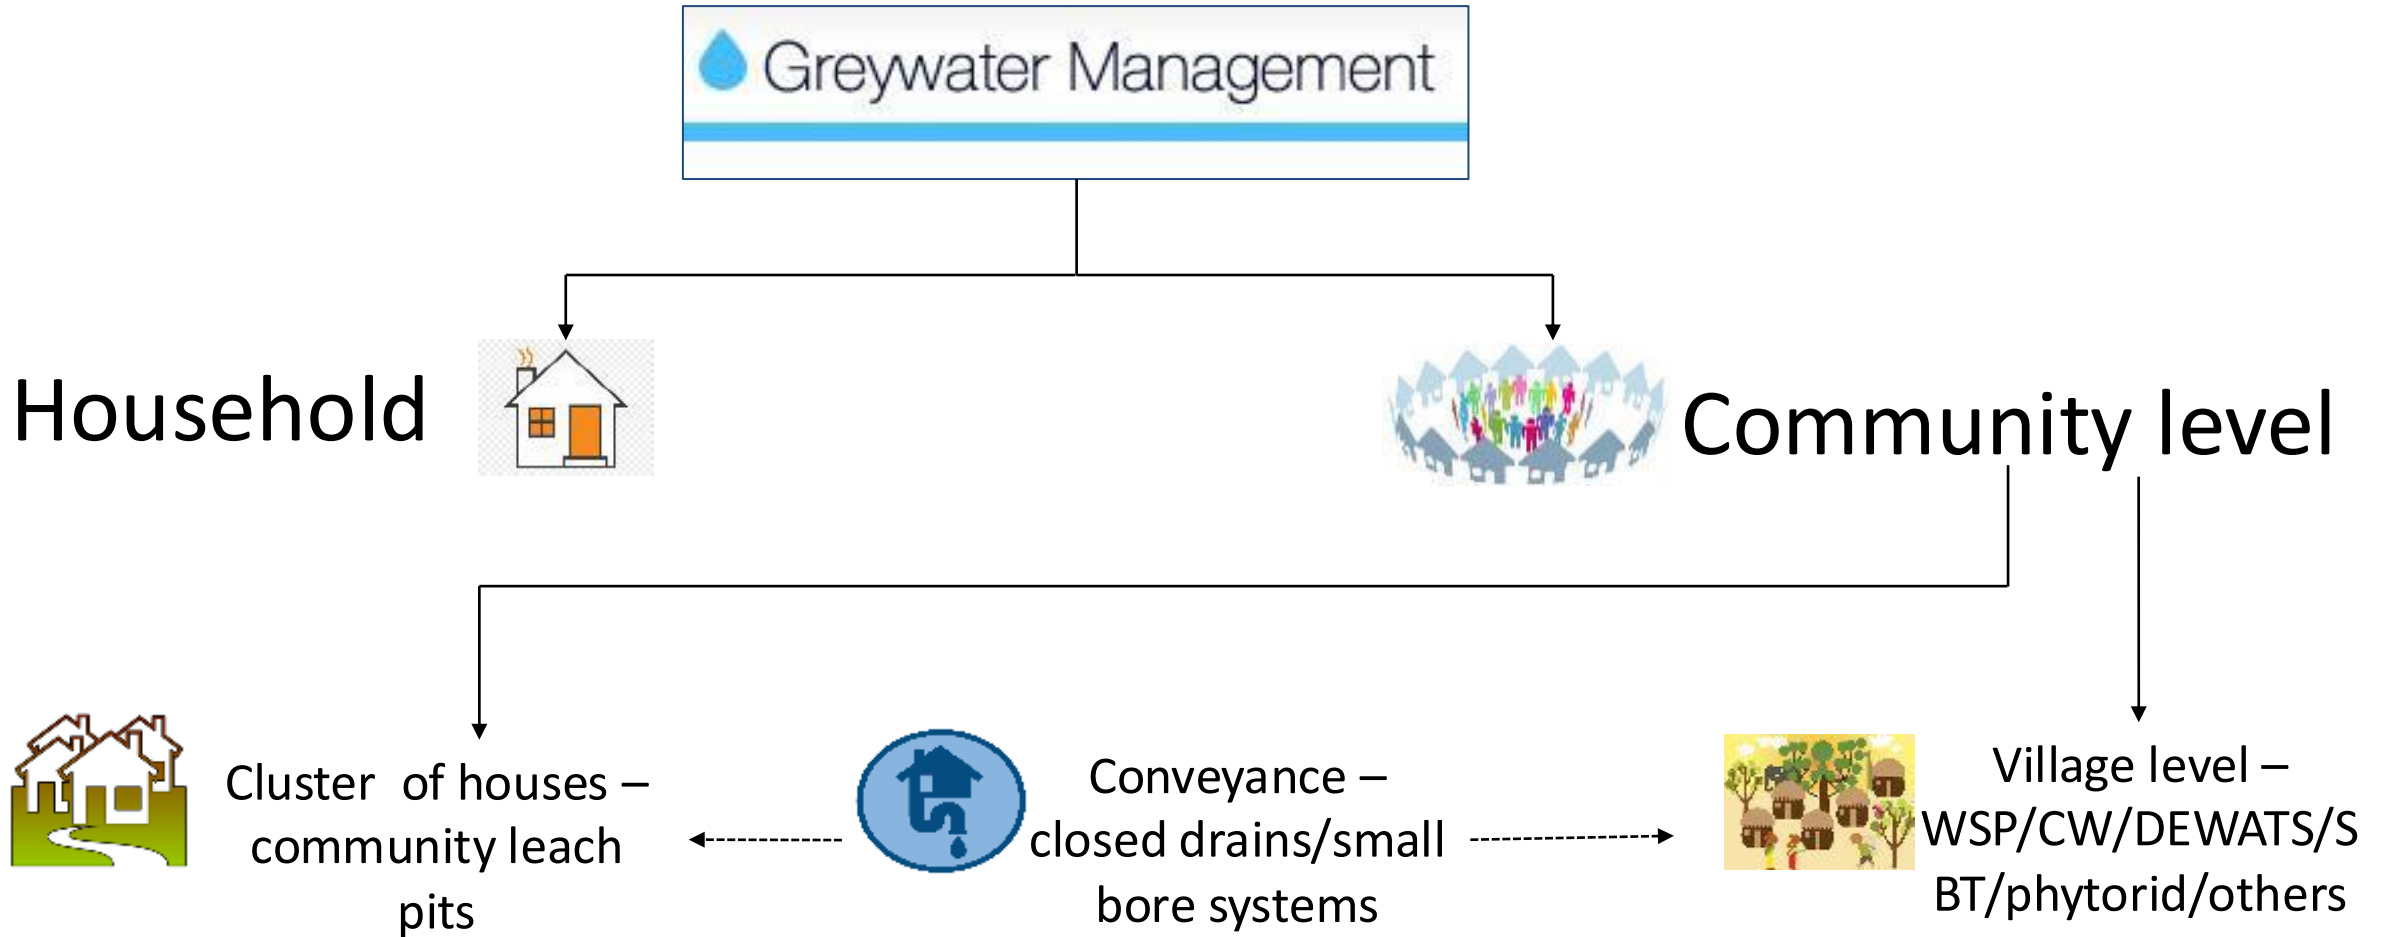 Greywater Management
Household
Community level
Cluster of houses –
community leach
pits
Conveyance –
closed drains/small
bore systems
Village level –
WSP/CW/DEWATS/S
BT/phytorid/others